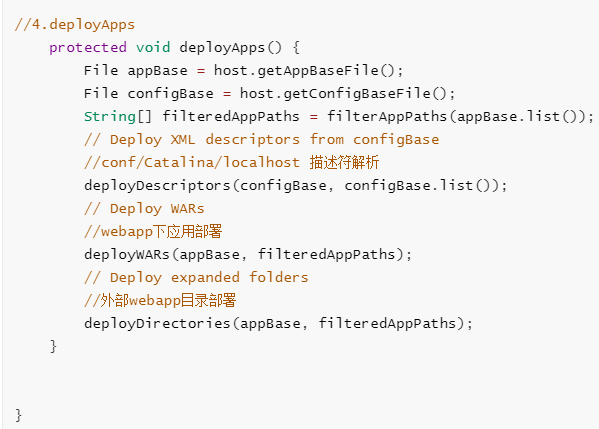 //4.deployApps
    protected void deployApps() {
        File appBase = host.getAppBaseFile();
        File configBase = host.getConfigBaseFile();
        String[] filteredAppPaths = filterAppPaths(appBase.list());
        // Deploy XML descriptors from configBase
        //conf/Catalina/localhost 描述符解析
        deployDescriptors(configBase, configBase.list());
        // Deploy WARs
        //webapp下应用部署
        deployWARs(appBase, filteredAppPaths);
        // Deploy expanded folders
        //外部webapp目录部署
        deployDirectories(appBase, filteredAppPaths);
    }
}